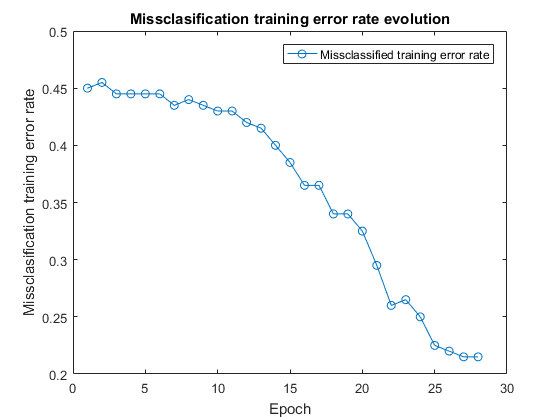 Missclasification training error rate evolution
0.5
Missclassified training error rate
0.45
0.4
0.35
0.3
0.25
0.2
Missclasification training error rate
0 5 10 15 20 25 30
Epoch